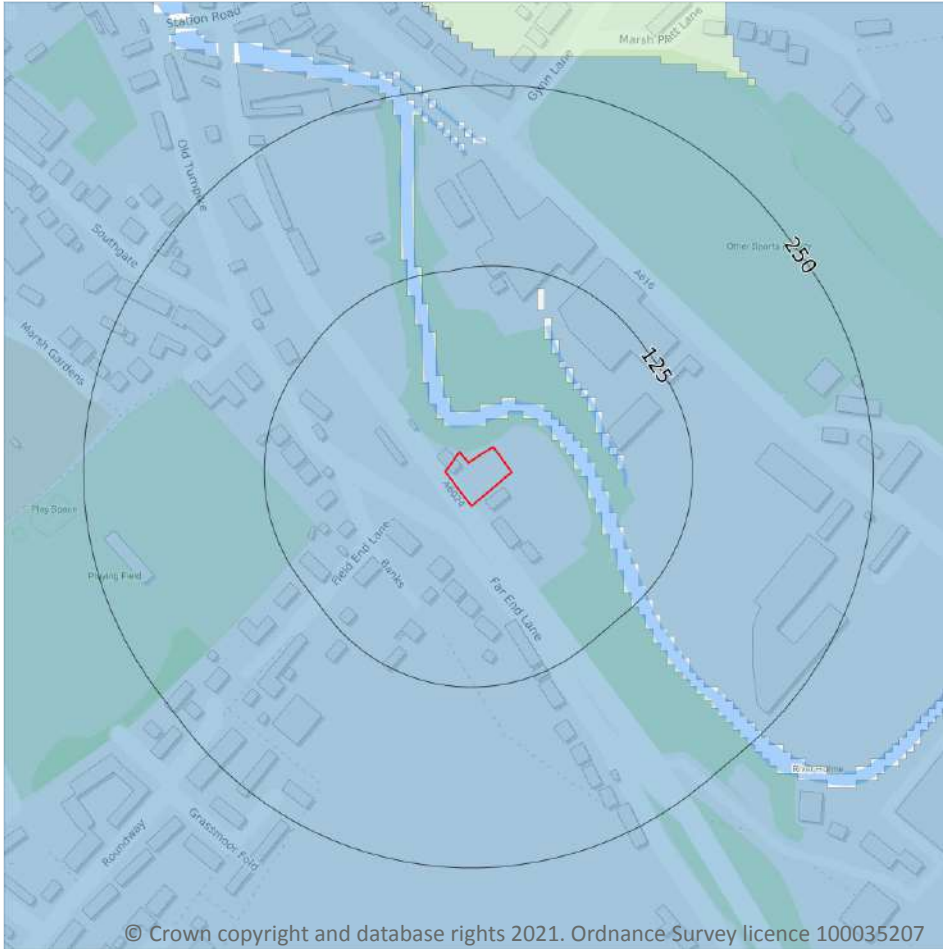 Station Road
Marsh Platt Lane
Gynn Lane
Old Turnpike
Southgate
Other Sports
250
A616
Marsh Gardens
125
A6024
Play Space
Field End Lane
Playing Field
Banks
Far End Lane
River Holme
Grassmoor Fold
Roundway
© Crown copyright and database rights 2021. Ordnance Survey licence 100035207